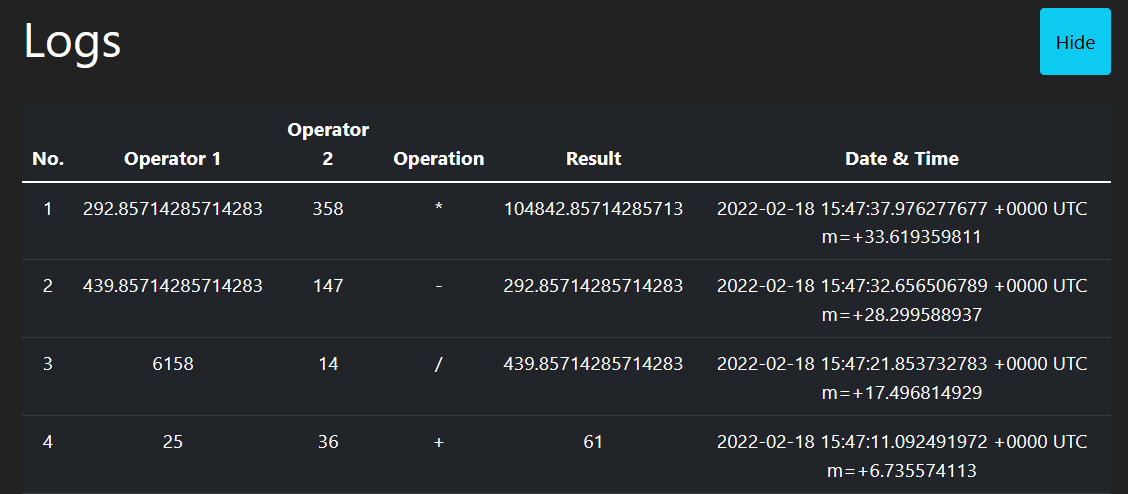 Logs
Hide
No. Operator 1 Operator 2 Operation Result Date & Time
1 292.85714285714283 358 * 104842.85714285713 2022-02-18 15:47:37.976277677 +0000 UTC
m=+33.619359811
2 439.85714285714283 147 - 292.85714285714283 2022-02-18 15:47:32.656506789 +0000 UTC
m=+28.299588937
3 6158 14 / 439.85714285714283 2022-02-18 15:47:21.853732783 +0000 UTC
m=+17.496814929
4 25 36 + 61 2022-02-18 15:47:11.092491972 +0000 UTC
m=+6.735574113